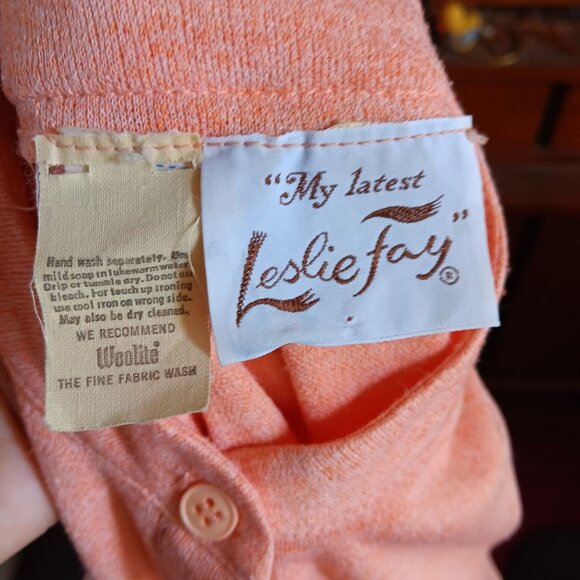 Hand wash separately. Use
mild soap in lukewarm water
Drip or tumble dry. Do not use
bleach. For touch up ironing
use cool iron on wrong side.
May also be dry cleaned.
WE RECOMMEND
Woolite®
THE FINE FABRIC WASH
"My latest
Leslie Fay"®